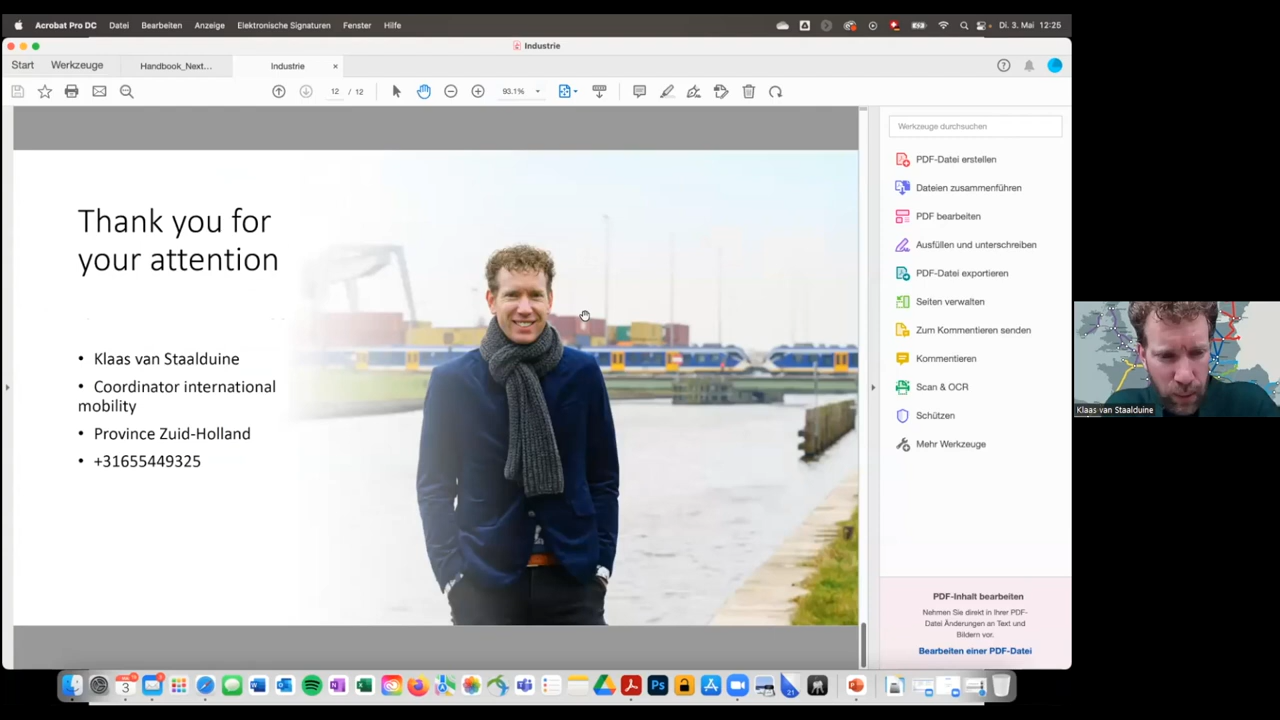 Acrobat Pro DC Datei Bearbeiten Anzeige Elektronische Signaturen Fenster Hilfe Di. 3. Mai 12:25
Industrie
Start Werkzeuge Handbook_Next... Industrie ×
12 / 12 93.1%
Werkzeuge durchsuchen
PDF-Datei erstellen
Dateien zusammenführen
PDF bearbeiten
Ausfüllen und unterschreiben
PDF-Datei exportieren
Seiten verwalten
Zum Kommentieren senden
Kommentieren
Scan & OCR
Schützen
Mehr Werkzeuge
Thank you for
your attention
• Klaas van Staalduine
• Coordinator international
mobility
• Province Zuid-Holland
• +31655449325
PDF-Inhalt bearbeiten
Nehmen Sie direkt in Ihrer PDF-
Datei Änderungen an Text und
Bildern vor.
Bearbeiten einer PDF-Datei
Klaas van Staalduine